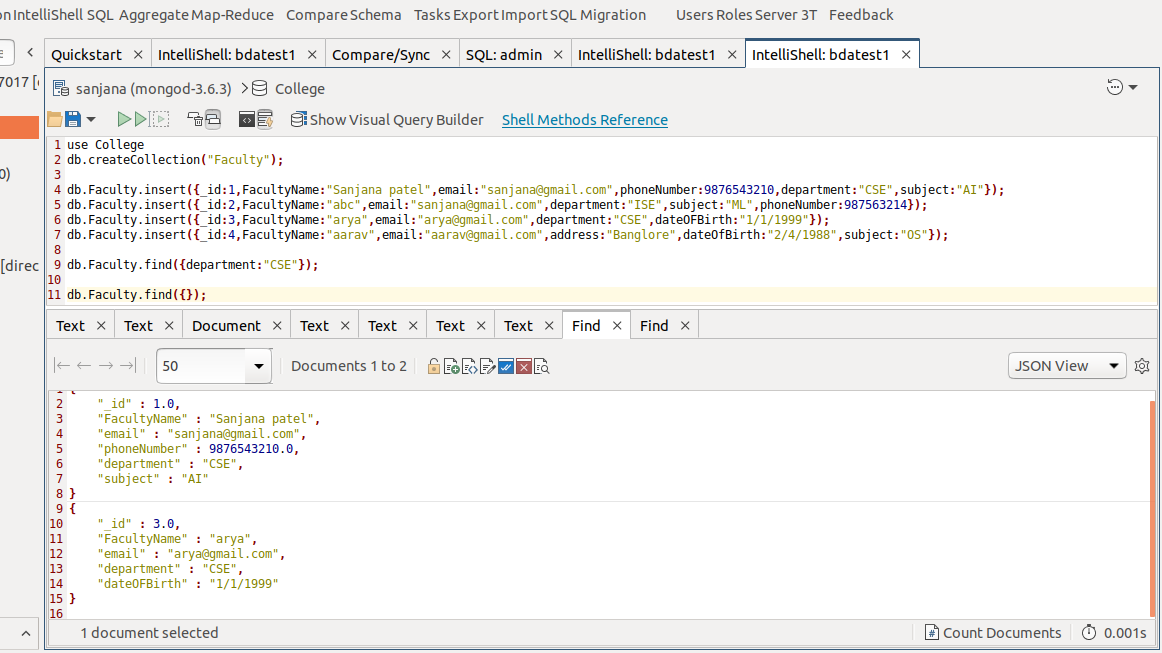 on IntelliShell SQL Aggregate Map-Reduce Compare Schema Tasks Export Import SQL Migration Users Roles Server 3T Feedback
Quickstart × IntelliShell: bdatest1 × Compare/Sync × SQL: admin × IntelliShell: bdatest1 × IntelliShell: bdatest1 ×
7017 [
sanjana (mongod-3.6.3) > College
Show Visual Query Builder Shell Methods Reference
0)
[direc
1 use College
2 db.createCollection("Faculty");
3
4 db.Faculty.insert({_id:1,FacultyName:"Sanjana patel",email:"sanjana@gmail.com",phoneNumber:9876543210,department:"CSE",subject:"AI"});
5 db.Faculty.insert({_id:2,FacultyName:"abc",email:"sanjana@gmail.com",department:"ISE",subject:"ML",phoneNumber:987563214});
6 db.Faculty.insert({_id:3,FacultyName:"arya",email:"arya@gmail.com",department:"CSE",dateOFBirth:"1/1/1999"});
7 db.Faculty.insert({_id:4,FacultyName:"aarav",email:"aarav@gmail.com",address:"Banglore",dateOfBirth:"2/4/1988",subject:"OS"});
8
9 db.Faculty.find({department:"CSE"});
10
11 db.Faculty.find({});
Text × Text × Document × Text × Text × Text × Text × Find × Find ×
50 Documents 1 to 2 JSON View
1 {
2 "_id" : 1.0,
3 "FacultyName" : "Sanjana patel",
4 "email" : "sanjana@gmail.com",
5 "phoneNumber" : 9876543210.0,
6 "department" : "CSE",
7 "subject" : "AI"
8 }
9 {
10 "_id" : 3.0,
11 "FacultyName" : "arya",
12 "email" : "arya@gmail.com",
13 "department" : "CSE",
14 "dateOFBirth" : "1/1/1999"
15 }
16
1 document selected Count Documents 0.001s